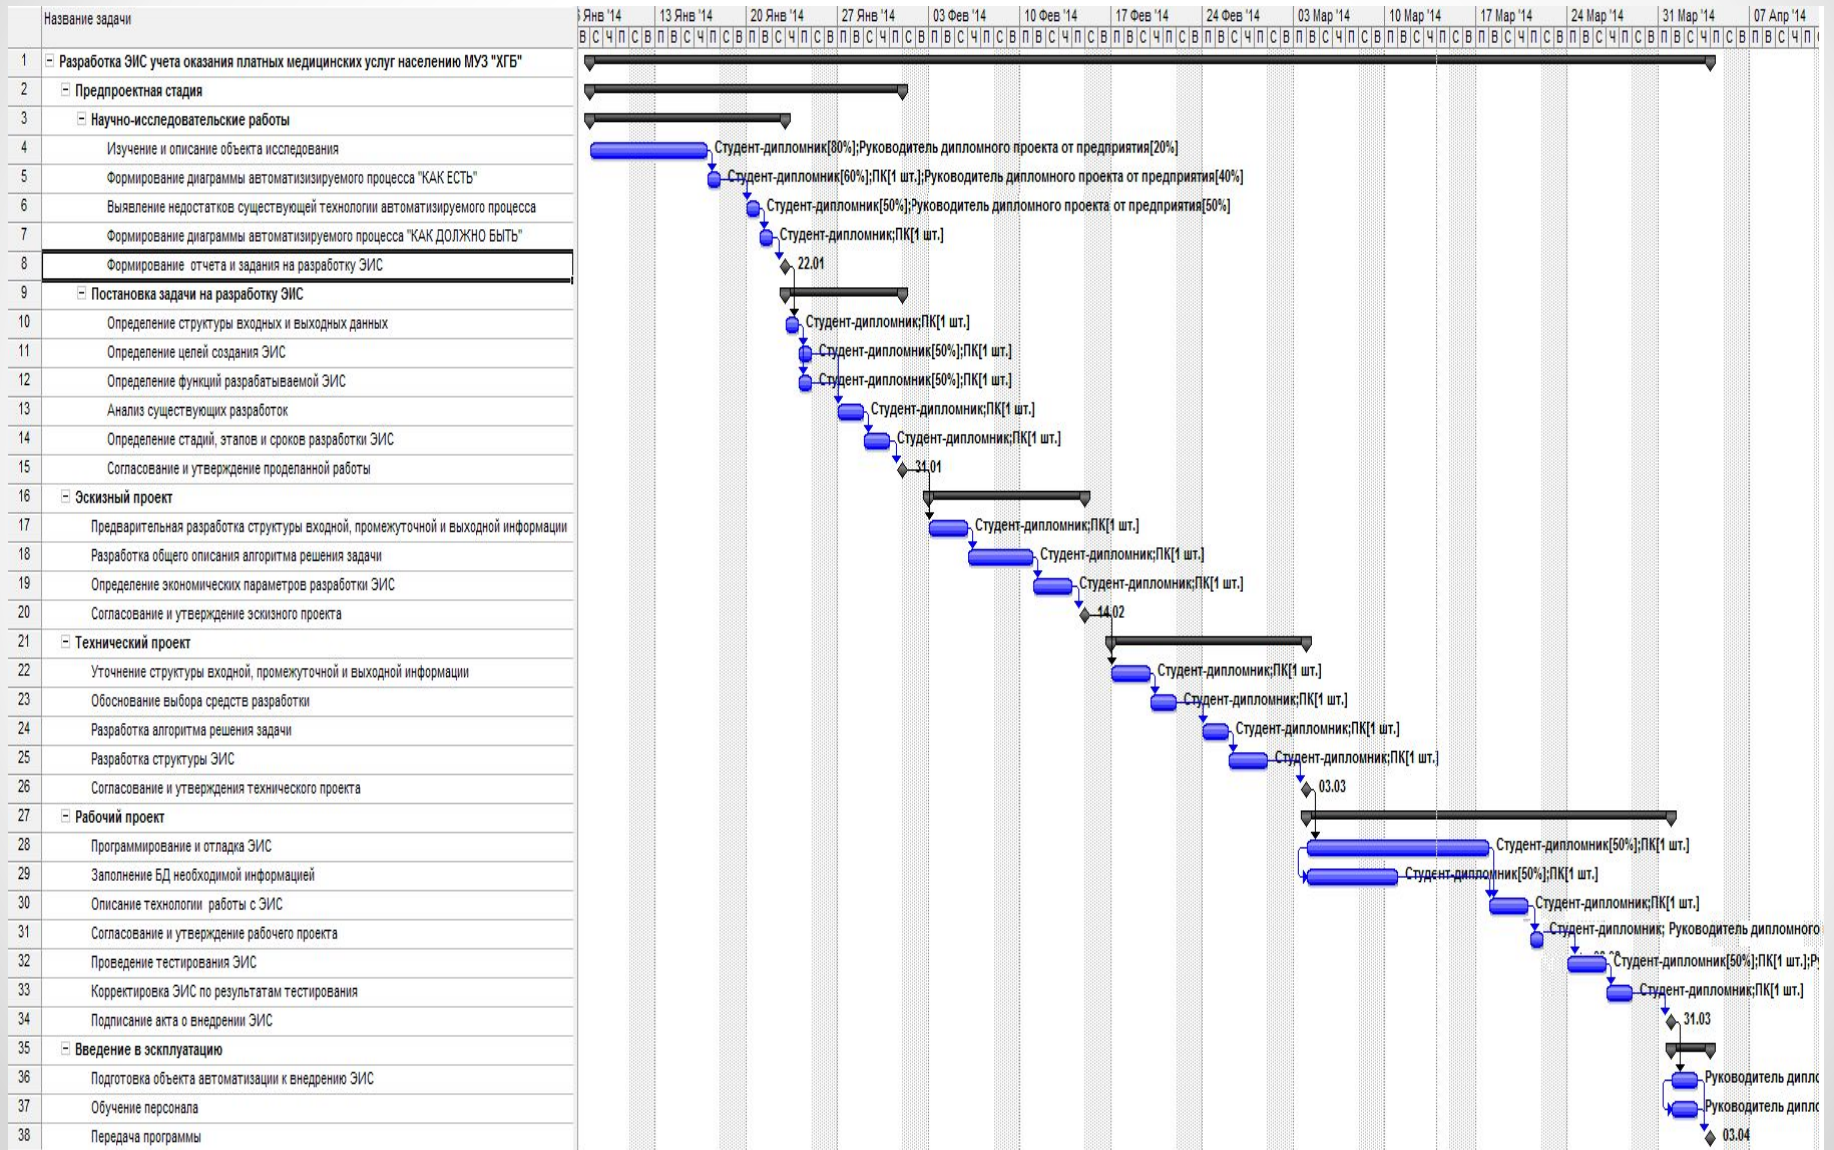 Название задачи
Янв '14 13 Янв '14 20 Янв '14 27 Янв '14 03 Фев '14 10 Фев '14 17 Фев '14 24 Фев '14 03 Мар '14 10 Мар '14 17 Мар '14 24 Мар '14 31 Мар '14 07 Апр '14
В С Ч П С В П В С Ч П С В П В С Ч П С В П В С Ч П С В П В С Ч П С В П В С Ч П С В П В С Ч П С В П В С Ч П С В П В С Ч П С В П В С Ч П С В П В С Ч П С В П В С Ч П С В П В С Ч П С В П В С Ч П
1 Разработка ЭИС учета оказания платных медицинских услуг населению МУЗ "ХГБ"
2 Предпроектная стадия
3 Научно-исследовательские работы
4 Изучение и описание объекта исследования Студент-дипломник[80%];Руководитель дипломного проекта от предприятия[20%]
5 Формирование диаграммы автоматизизируемого процесса "КАК ЕСТЬ" Студент-дипломник[60%];ПК[1 шт.];Руководитель дипломного проекта от предприятия[40%]
6 Выявление недостатков существующей технологии автоматизируемого процесса Студент-дипломник[50%];Руководитель дипломного проекта от предприятия[50%]
7 Формирование диаграммы автоматизируемого процесса "КАК ДОЛЖНО БЫТЬ" Студент-дипломник;ПК[1 шт.]
8 Формирование отчета и задания на разработку ЭИС 22.01
9 Постановка задачи на разработку ЭИС
10 Определение структуры входных и выходных данных Студент-дипломник;ПК[1 шт.]
11 Определение целей создания ЭИС Студент-дипломник[50%];ПК[1 шт.]
12 Определение функций разрабатываемой ЭИС Студент-дипломник[50%];ПК[1 шт.]
13 Анализ существующих разработок Студент-дипломник;ПК[1 шт.]
14 Определение стадий, этапов и сроков разработки ЭИС Студент-дипломник;ПК[1 шт.]
15 Согласование и утверждение проделанной работы 31.01
16 Эскизный проект
17 Предварительная разработка структуры входной, промежуточной и выходной информации Студент-дипломник;ПК[1 шт.]
18 Разработка общего описания алгоритма решения задачи Студент-дипломник;ПК[1 шт.]
19 Определение экономических параметров разработки ЭИС Студент-дипломник;ПК[1 шт.]
20 Согласование и утверждение эскизного проекта 14.02
21 Технический проект
22 Уточнение структуры входной, промежуточной и выходной информации Студент-дипломник;ПК[1 шт.]
23 Обоснование выбора средств разработки Студент-дипломник;ПК[1 шт.]
24 Разработка алгоритма решения задачи Студент-дипломник;ПК[1 шт.]
25 Разработка структуры ЭИС Студент-дипломник;ПК[1 шт.]
26 Согласование и утверждения технического проекта 03.03
27 Рабочий проект
28 Программирование и отладка ЭИС Студент-дипломник[50%];ПК[1 шт.]
29 Заполнение БД необходимой информацией Студент-дипломник[50%];ПК[1 шт.]
30 Описание технологии работы с ЭИС Студент-дипломник;ПК[1 шт.]
31 Согласование и утверждение рабочего проекта Студент-дипломник; Руководитель дипломного
32 Проведение тестирования ЭИС Студент-дипломник[50%];ПК[1 шт.];Р
33 Корректировка ЭИС по результатам тестирования Студент-дипломник;ПК[1 шт.]
34 Подписание акта о внедрении ЭИС 31.03
35 Введение в эскплуатацию
36 Подготовка объекта автоматизации к внедрению ЭИС Руководитель дипл
37 Обучение персонала Руководитель дипл
38 Передача программы 03.04